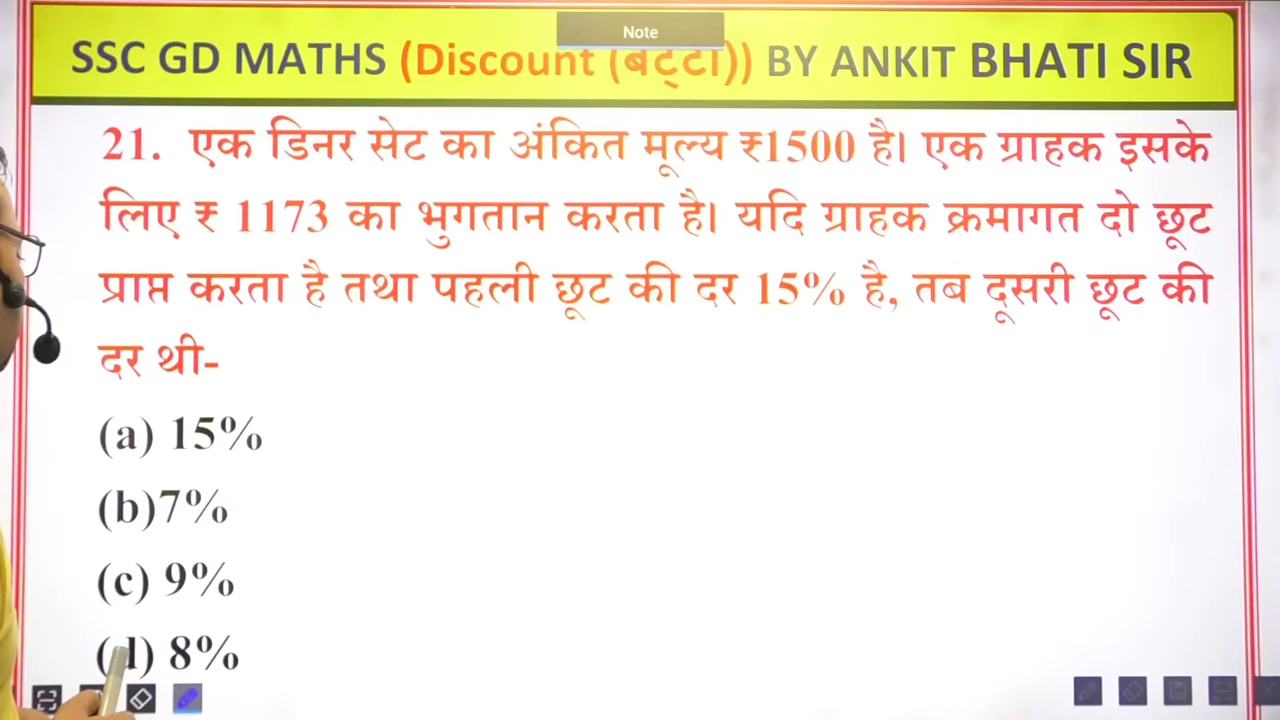 Note
SSC GD MATHS (Discount (बट्टा)) BY ANKIT BHATI SIR
21. एक डिनर सेट का अंकित मूल्य ₹1500 है। एक ग्राहक इसके
लिए ₹ 1173 का भुगतान करता है। यदि ग्राहक क्रमागत दो छूट
प्राप्त करता है तथा पहली छूट की दर 15% है, तब दूसरी छूट की
दर थी-
(a) 15%
(b)7%
(c) 9%
(d) 8%